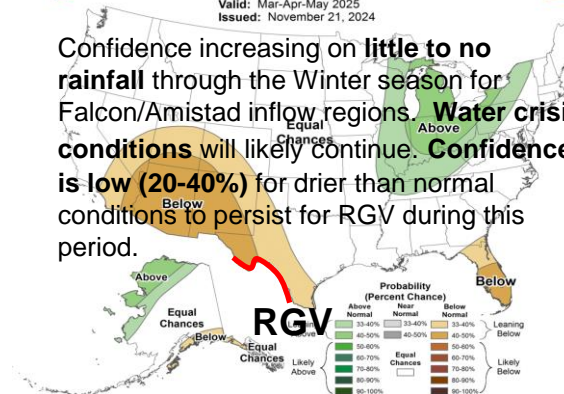 Valid: Mar-Apr-May 2025
Issued: November 21, 2024
Confidence increasing on little to no
rainfall through the Winter season for
Falcon/Amistad inflow regions. Water crisi
conditions will likely continue. Confidence
is low (20-40%) for drier than normal
conditions to persist for RGV during this
period.
Equal
Chances
Above
Below
Above
Equal
Chances
Below
Equal
Chances
RGV
Below
Probability
(Percent Chance)
Above Normal
Near Normal
Below Normal
Leaning Above
33-40% 33-40% 33-40%
40-50% 40-50% 40-50%
Leaning Below
Likely Above
50-60% 50-60%
60-70% 60-70%
70-80% 70-80%
80-90% 80-90%
90-100% 90-100%
Equal Chances
Likely Below